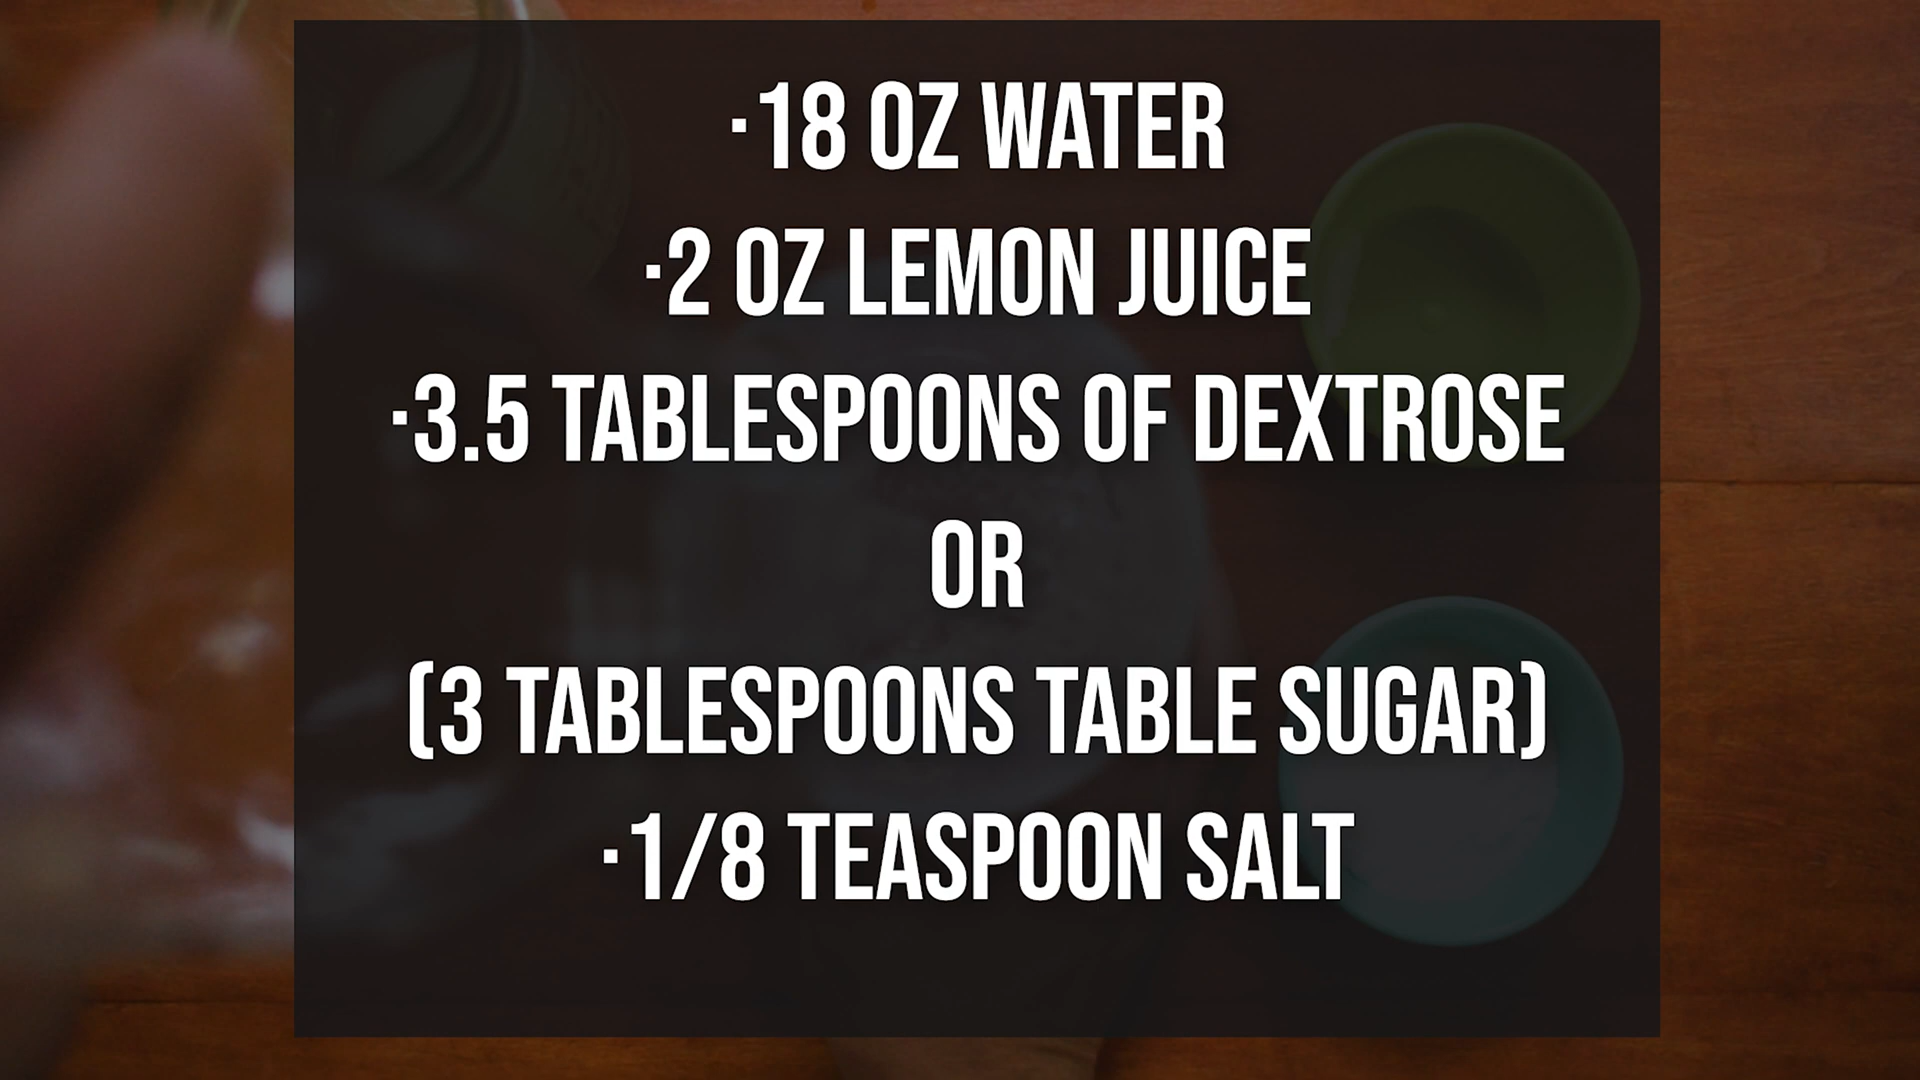 ·18 OZ WATER
·2 OZ LEMON JUICE
·3.5 TABLESPOONS OF DEXTROSE
OR
(3 TABLESPOONS TABLE SUGAR)
·1/8 TEASPOON SALT